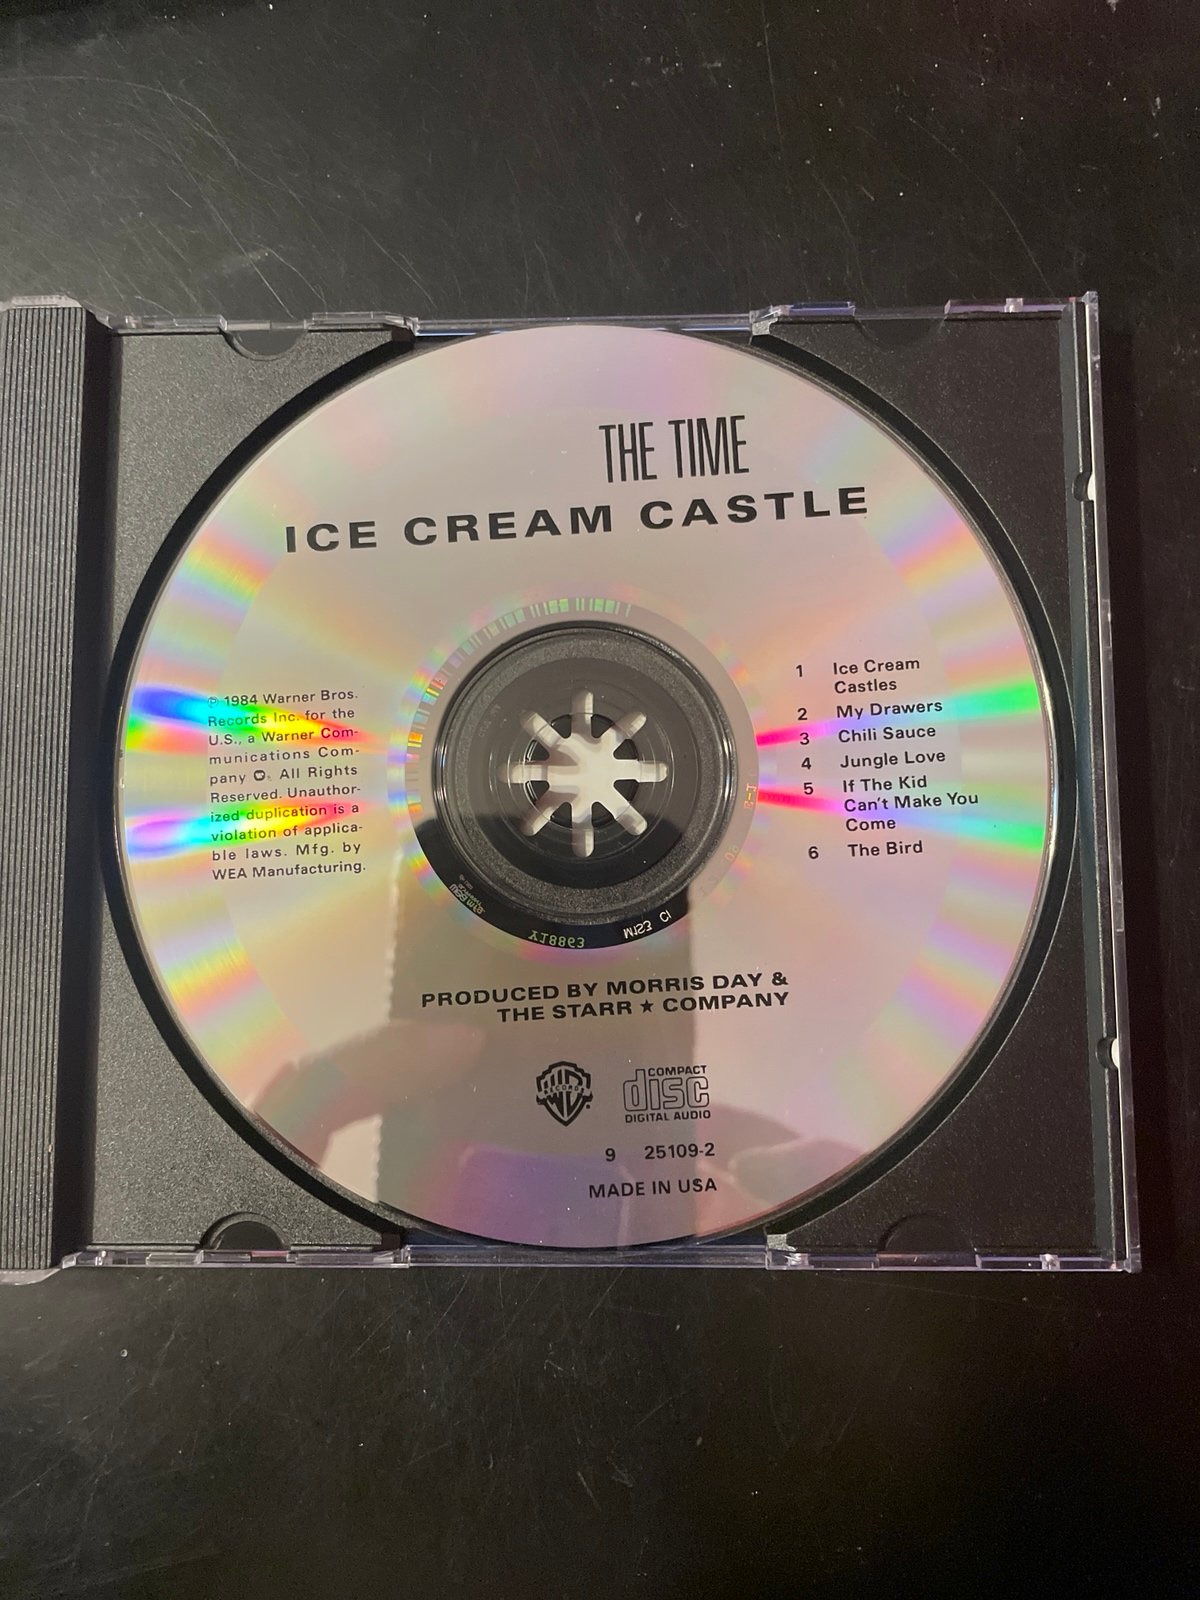 THE TIME
ICE CREAM CASTLE
℗ 1984 Warner Bros.
Records Inc. for the
U.S., a Warner Com-
munications Com-
pany. All Rights
Reserved. Unauthor-
ized duplication is a
violation of applica-
ble laws. Mfg. by
WEA Manufacturing.
1 Ice Cream
Castles
2 My Drawers
3 Chili Sauce
4 Jungle Love
5 If The Kid
Can't Make You
Come
6 The Bird
Y18863
M1S3
PRODUCED BY MORRIS DAY &
THE STARR ★ COMPANY
RECORDS
COMPACT
disc
DIGITAL AUDIO
9 25109-2
MADE IN USA